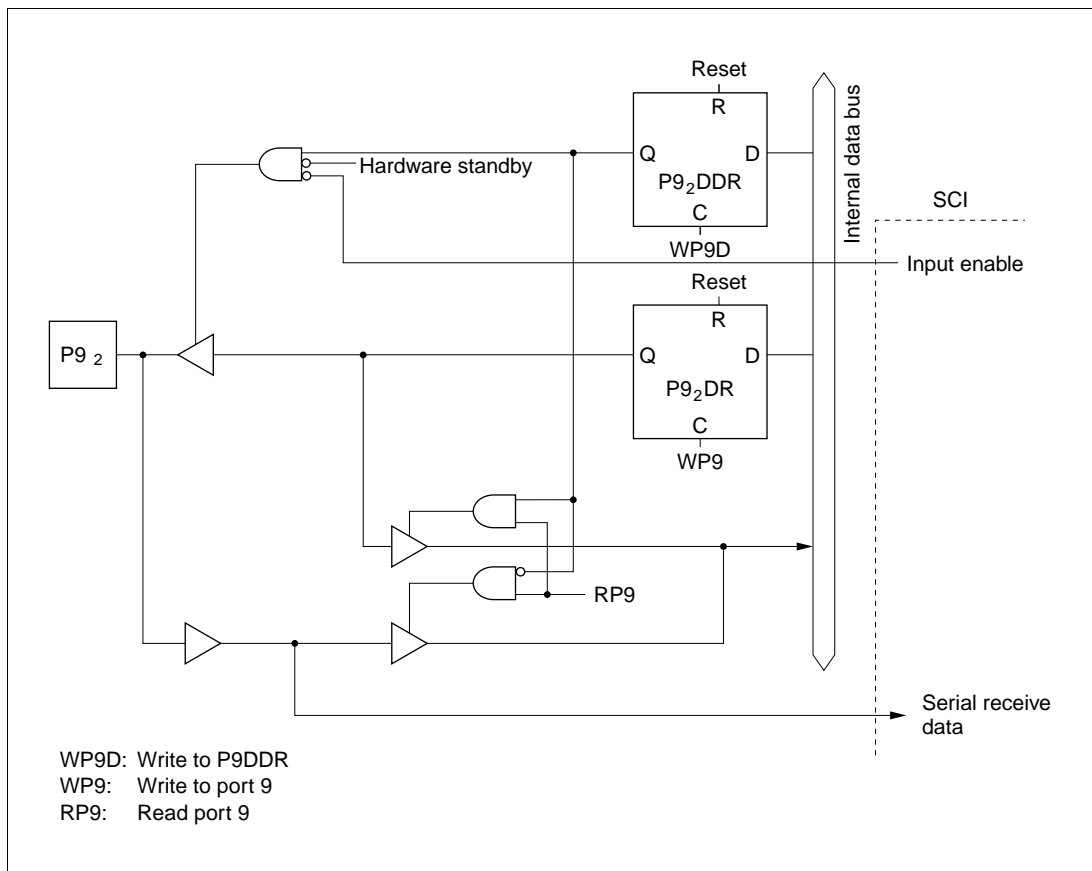 Reset
R
Q
D
P9₂DDR
C
WP9D
Hardware standby
Internal data bus
SCI
Input enable
Reset
R
Q
D
P9₂DR
C
WP9
P9 ₂
RP9
Serial receive
data
WP9D: Write to P9DDR
WP9: Write to port 9
RP9: Read port 9